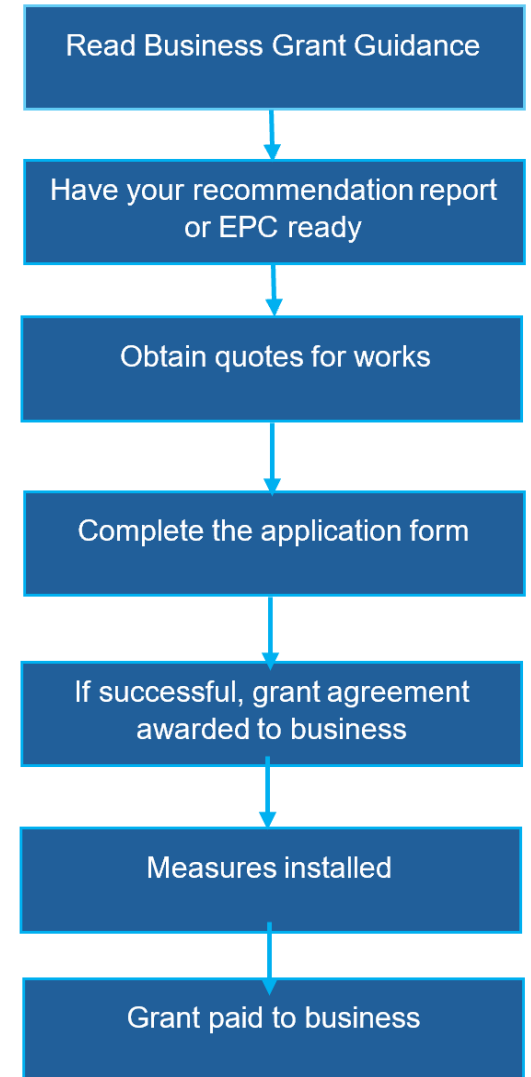 Read Business Grant Guidance
Have your recommendation report
or EPC ready
Obtain quotes for works
Complete the application form
If successful, grant agreement
awarded to business
Measures installed
Grant paid to business